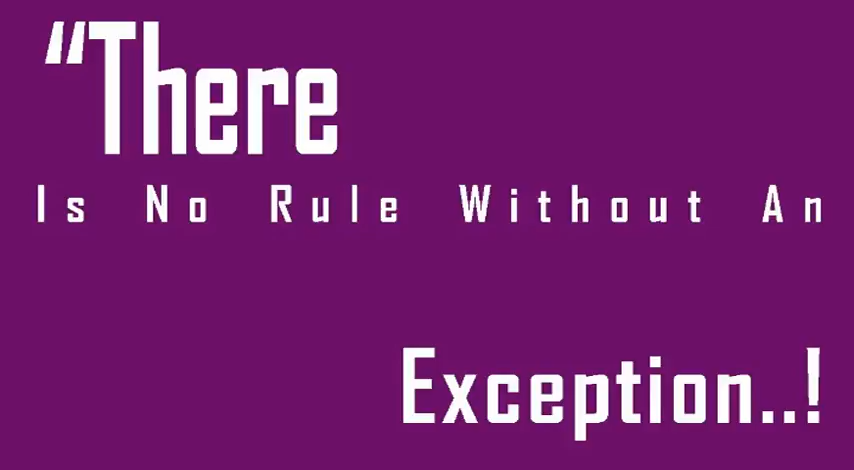 “There
Is No Rule Without An
Exception..!